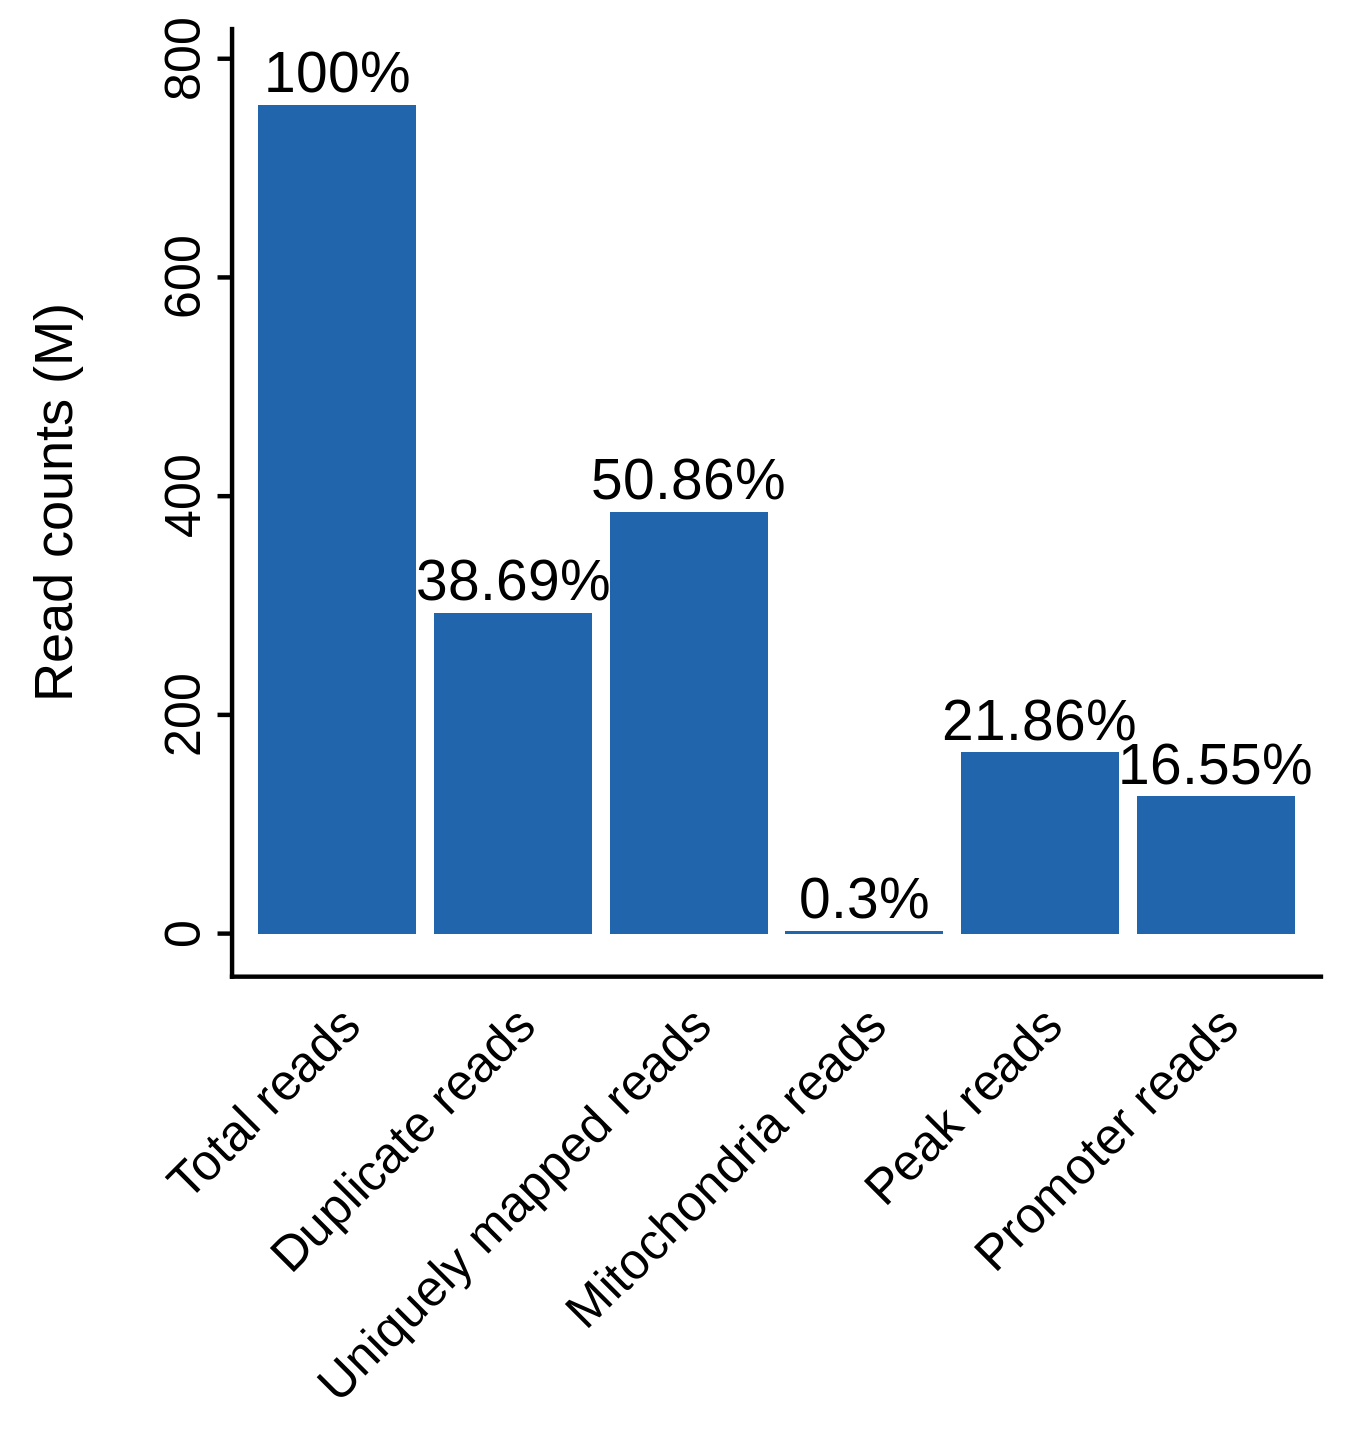 Read counts (M)
800
600
400
200
0
100%
38.69%
50.86%
0.3%
21.86%
16.55%
Total reads
Duplicate reads
Uniquely mapped reads
Mitochondria reads
Peak reads
Promoter reads